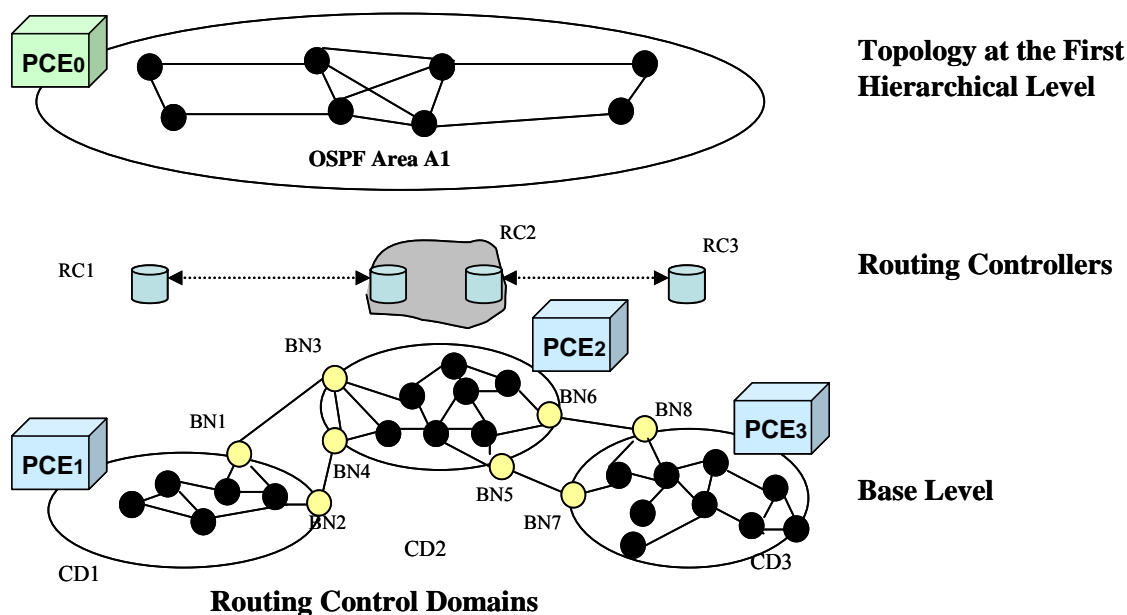 PCE0
Topology at the First
Hierarchical Level
OSPF Area A1
RC1
RC2
RC3
Routing Controllers
PCE2
BN3
BN6
BN8
PCE3
BN1
PCE1
BN4
BN5
BN7
BN2
Base Level
CD1
CD2
CD3
Routing Control Domains